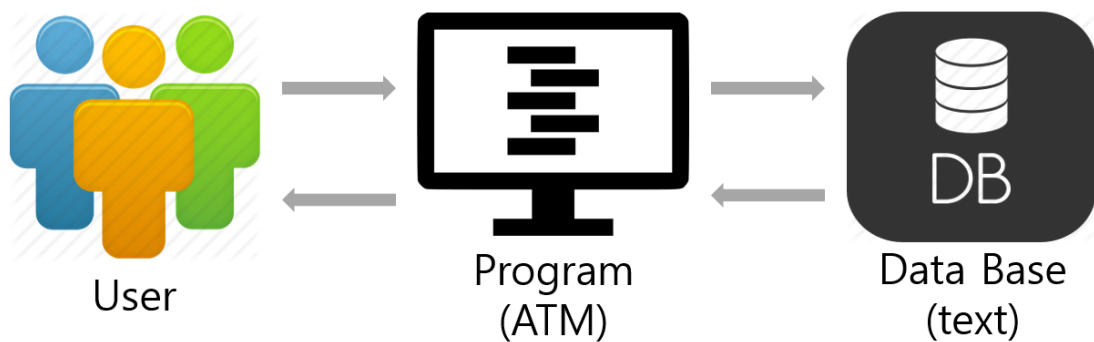 DB
User
Program
(ATM)
Data Base
(text)